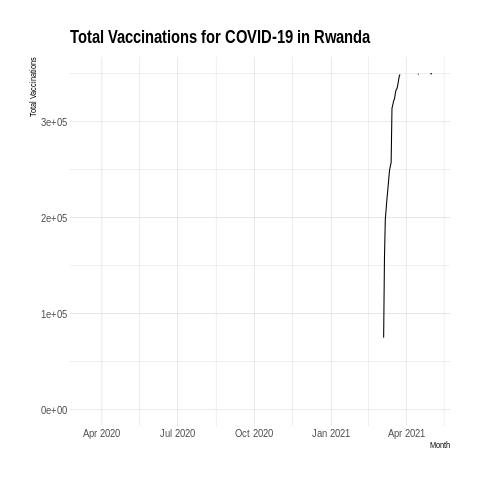 Total Vaccinations for COVID-19 in Rwanda
Total Vaccinations
3e+05
2e+05
1e+05
0e+00
Apr 2020 Jul 2020 Oct 2020 Jan 2021 Apr 2021
Month